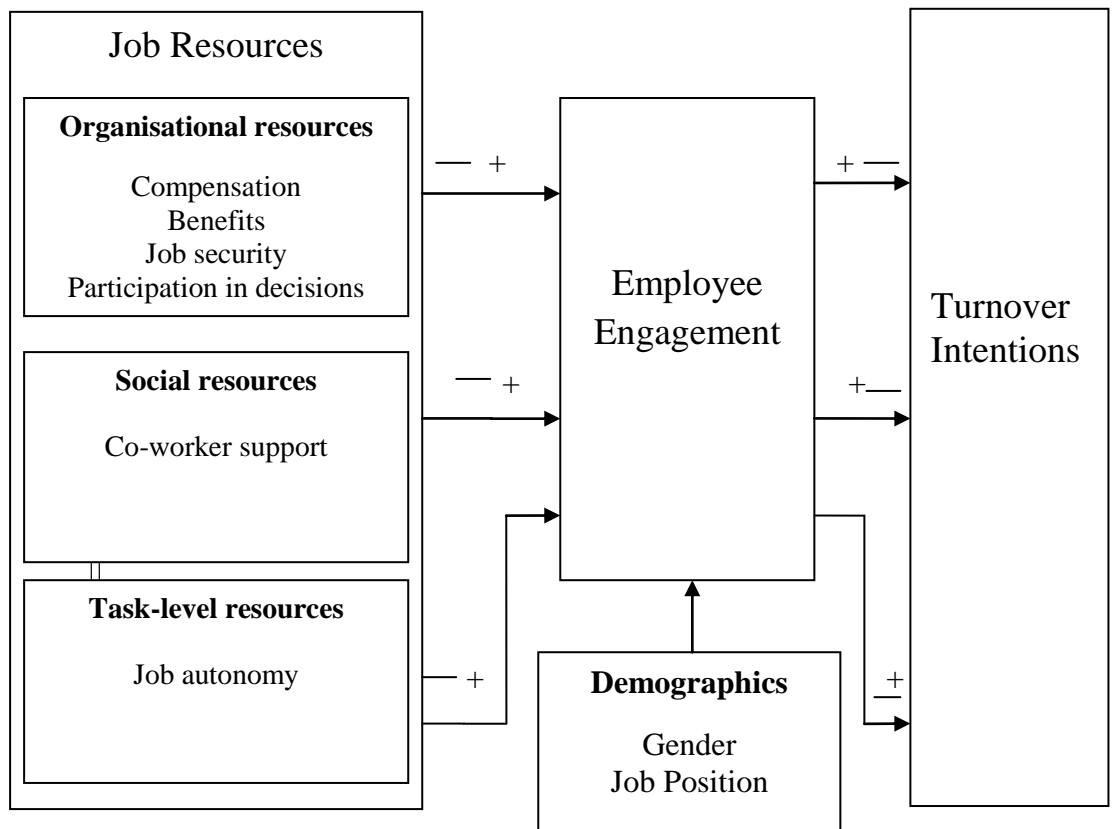 Job Resources
Organisational resources
Compensation
Benefits
Job security
Participation in decisions
— +
Social resources
Co-worker support
— +
Task-level resources
Job autonomy
— +
Employee
Engagement
Demographics
Gender
Job Position
+ —
+—
+
—
Turnover
Intentions